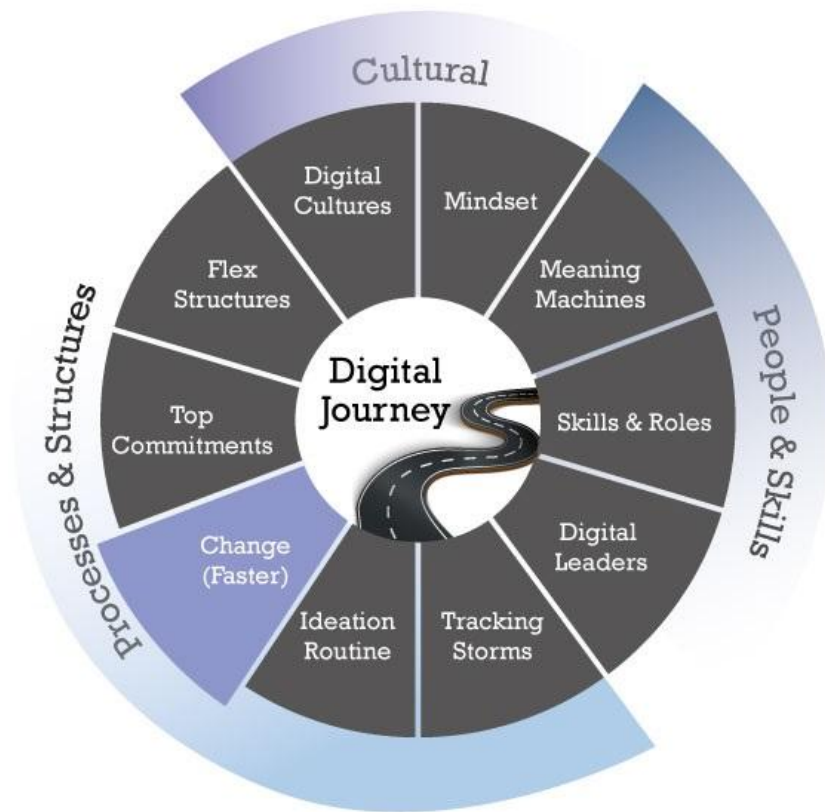 Cultural
Digital
Cultures
Mindset
Flex
Structures
Meaning
Machines
Digital
Journey
Top
Commitments
Skills & Roles
People & Skills
Processes & Structures
Change
(Faster)
Digital
Leaders
Ideation
Routine
Tracking
Storms